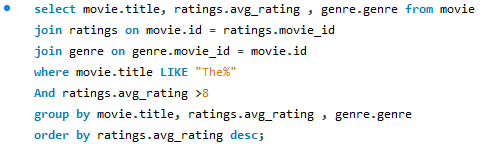 select movie.title, ratings.avg_rating , genre.genre from movie
join ratings on movie.id = ratings.movie_id
join genre on genre.movie_id = movie.id
where movie.title LIKE "The%"
And ratings.avg_rating >8
group by movie.title, ratings.avg_rating , genre.genre
order by ratings.avg_rating desc;